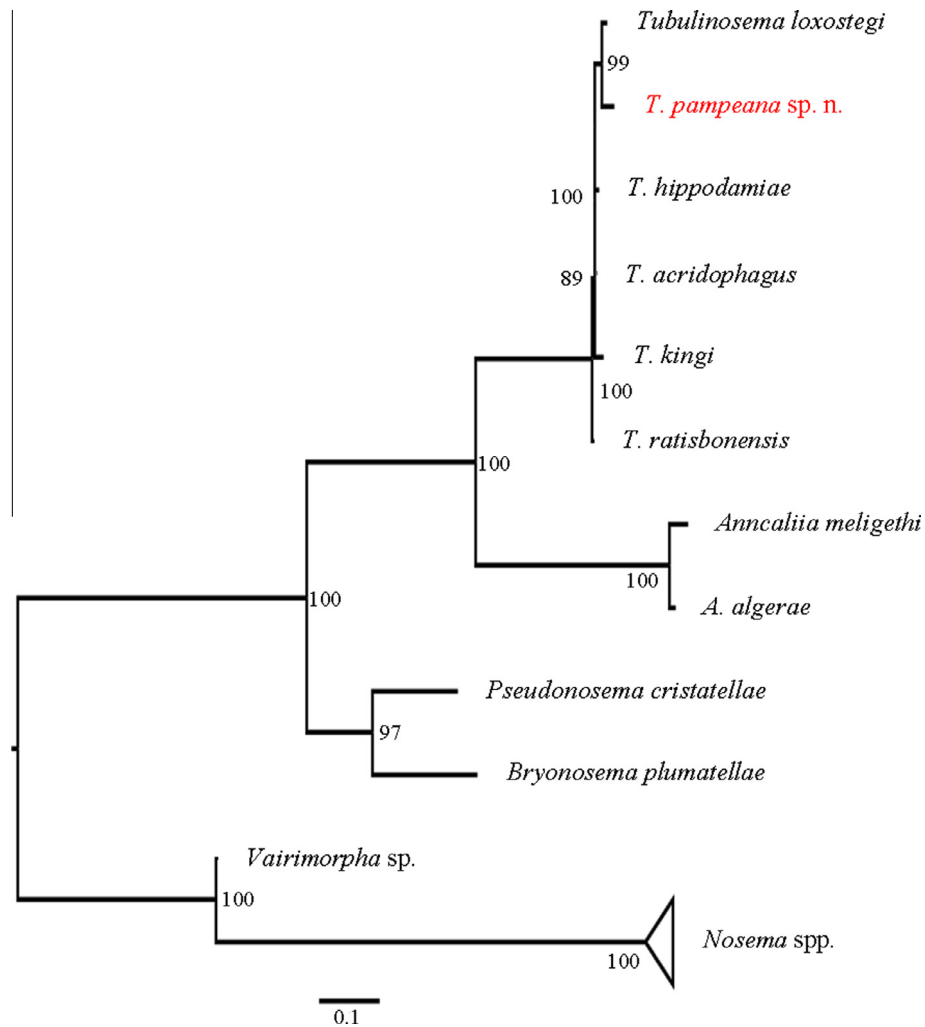 Tubulinosema loxostegi
99
T. pampeana sp. n.
T. hippodamiae
100
T. acridophagus
89
T. kingi
100
T. ratisbonensis
100
Anncaliia meligethi
100
A. algerae
100
Pseudonosema cristatellae
97
Bryonosema plumatellae
Vairimorpha sp.
100
Nosema spp.
100
0.1